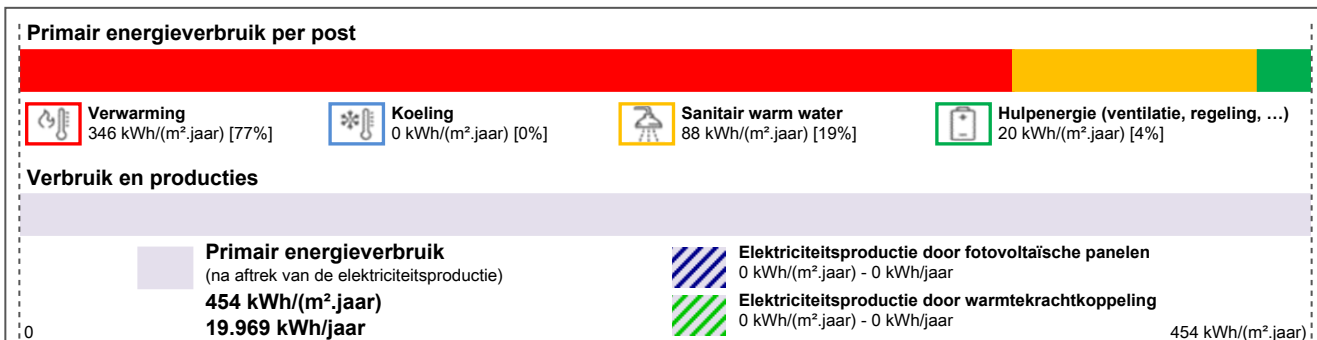 Primair energieverbruik per post
Verwarming
346 kWh/(m².jaar) [77%]
Koeling
0 kWh/(m².jaar) [0%]
Sanitair warm water
88 kWh/(m².jaar) [19%]
Hulpenergie (ventilatie, regeling, …)
20 kWh/(m².jaar) [4%]
Verbruik en producties
Primair energieverbruik
(na aftrek van de elektriciteitsproductie)
454 kWh/(m².jaar)
19.969 kWh/jaar
Elektriciteitsproductie door fotovoltaïsche panelen
0 kWh/(m².jaar) - 0 kWh/jaar
Elektriciteitsproductie door warmtekrachtkoppeling
0 kWh/(m².jaar) - 0 kWh/jaar
0
454 kWh/(m².jaar)